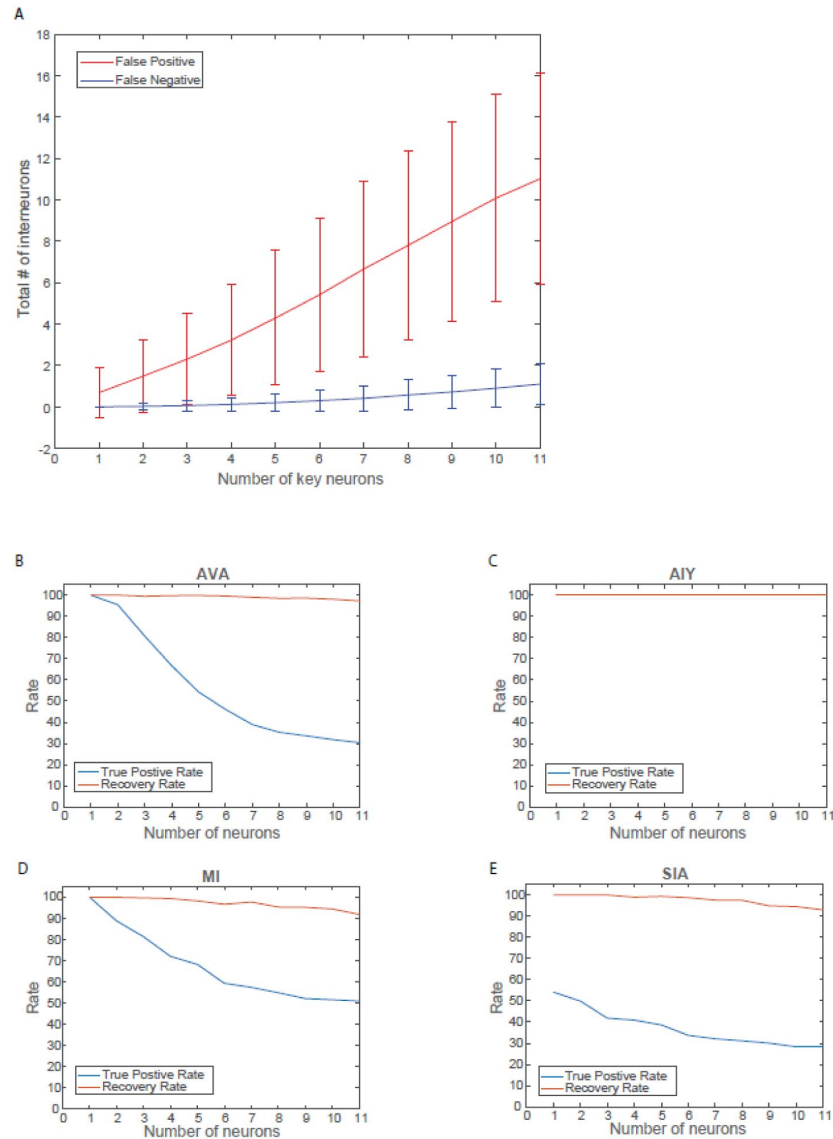 A
18
16
14
12
10
8
6
4
2
0
-2
Total # of interneurons
False Positive
False Negative
0 1 2 3 4 5 6 7 8 9 10 11
Number of key neurons
B
AVA
100
90
80
70
60
50
40
30
20
10
0
Rate
True Postive Rate
Recovery Rate
0 1 2 3 4 5 6 7 8 9 10 11
Number of neurons
C
AIY
100
90
80
70
60
50
40
30
20
10
0
Rate
True Postive Rate
Recovery Rate
0 1 2 3 4 5 6 7 8 9 10 11
Number of neurons
D
MI
100
90
80
70
60
50
40
30
20
10
0
Rate
True Postive Rate
Recovery Rate
0 1 2 3 4 5 6 7 8 9 10 11
Number of neurons
E
SIA
100
90
80
70
60
50
40
30
20
10
0
Rate
True Postive Rate
Recovery Rate
0 1 2 3 4 5 6 7 8 9 10 11
Number of neurons